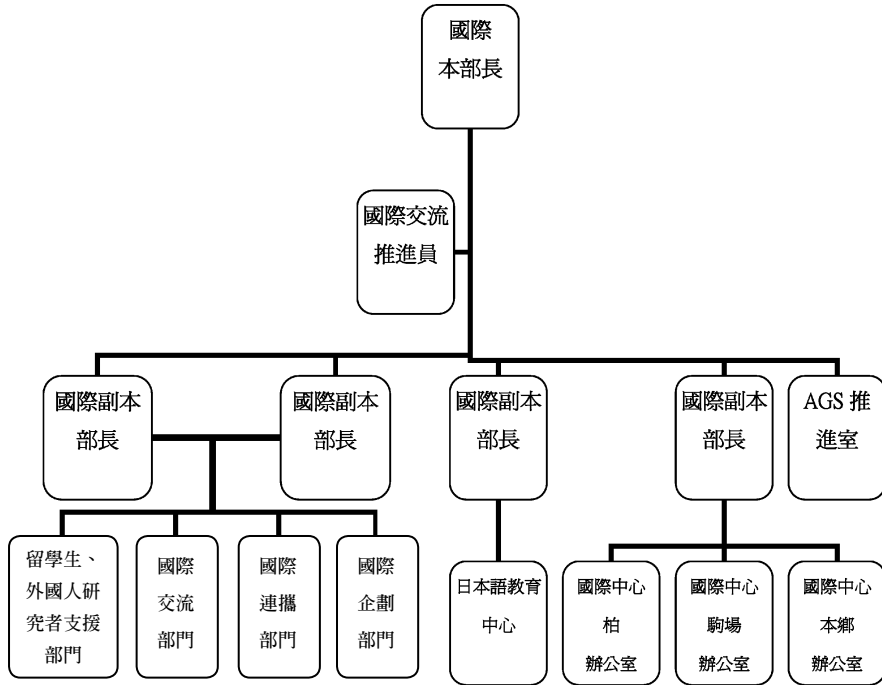 國際
本部長
國際交流
推進員
國際副本
部長
國際副本
部長
國際副本
部長
國際副本
部長
AGS 推
進室
留學生、
外國人研
究者支援
部門
國際
交流
部門
國際
連攜
部門
國際
企劃
部門
日本語教育
中心
國際中心
柏
辦公室
國際中心
駒場
辦公室
國際中心
本鄉
辦公室